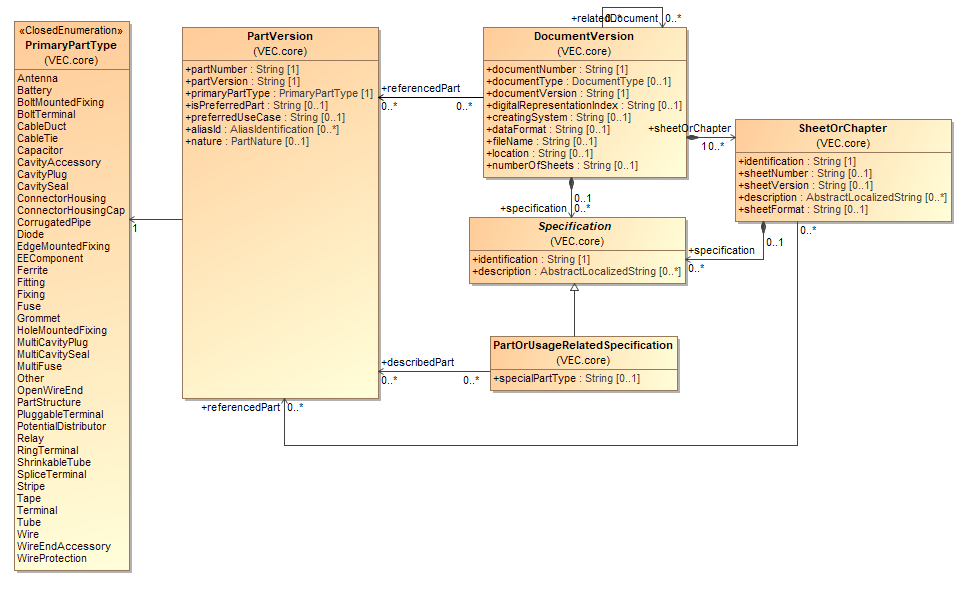 «ClosedEnumeration»
PrimaryPartType
(VEC.core)
Antenna
Battery
BoltMountedFixing
BoltTerminal
CableDuct
CableTie
Capacitor
CavityAccessory
CavityPlug
CavitySeal
ConnectorHousing
ConnectorHousingCap
CorrugatedPipe
Diode
EdgeMountedFixing
EEComponent
Ferrite
Fitting
Fixing
Fuse
Grommet
HoleMountedFixing
MultiCavityPlug
MultiCavitySeal
MultiFuse
Other
OpenWireEnd
PartStructure
PluggableTerminal
PotentialDistributor
Relay
RingTerminal
ShrinkableTube
SpliceTerminal
Stripe
Tape
Terminal
Tube
Wire
WireEndAccessory
WireProtection
1
PartVersion
(VEC.core)
+partNumber : String [1]
+partVersion : String [1]
+primaryPartType : PrimaryPartType [1]
+isPreferredPart : String [0..1]
+preferredUseCase : String [0..1]
+aliasId : AliasIdentification [0..*]
+nature : PartNature [0..1]
+referencedPart
0..*
0..*
+relatedDocument
0..*
0..*
DocumentVersion
(VEC.core)
+documentNumber : String [1]
+documentType : DocumentType [0..1]
+documentVersion : String [1]
+digitalRepresentationIndex : String [0..1]
+creatingSystem : String [0..1]
+dataFormat : String [0..1]
+fileName : String [0..1]
+location : String [0..1]
+numberOfSheets : String [0..1]
+sheetOrChapter
1
0..*
SheetOrChapter
(VEC.core)
+identification : String [1]
+sheetNumber : String [0..1]
+sheetVersion : String [0..1]
+description : AbstractLocalizedString [0..*]
+sheetFormat : String [0..1]
0..1
+specification
0..*
Specification
(VEC.core)
+identification : String [1]
+description : AbstractLocalizedString [0..*]
+specification
0..*
0..1
0..*
PartOrUsageRelatedSpecification
(VEC.core)
+specialPartType : String [0..1]
+describedPart
0..*
0..*
+referencedPart
0..*